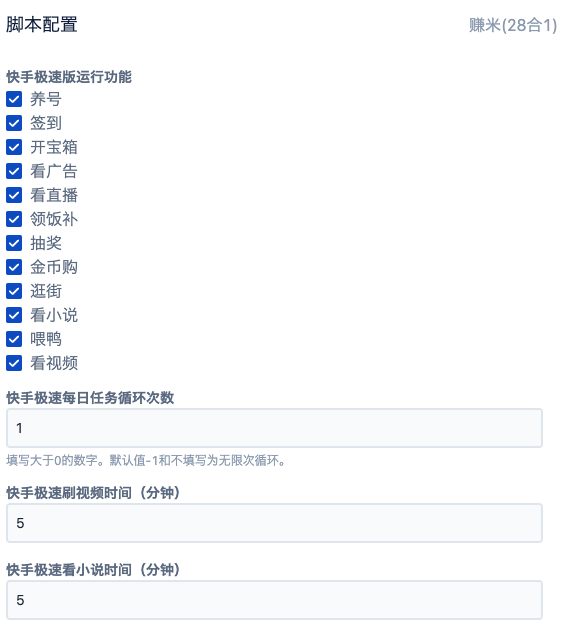 脚本配置
赚米(28合1)
快手极速版运行功能
养号
签到
开宝箱
看广告
看直播
领饭补
抽奖
金币购
逛街
看小说
喂鸭
看视频
快手极速每日任务循环次数
1
填写大于0的数字。默认值-1和不填写为无限次循环。
快手极速刷视频时间（分钟）
5
快手极速看小说时间（分钟）
5